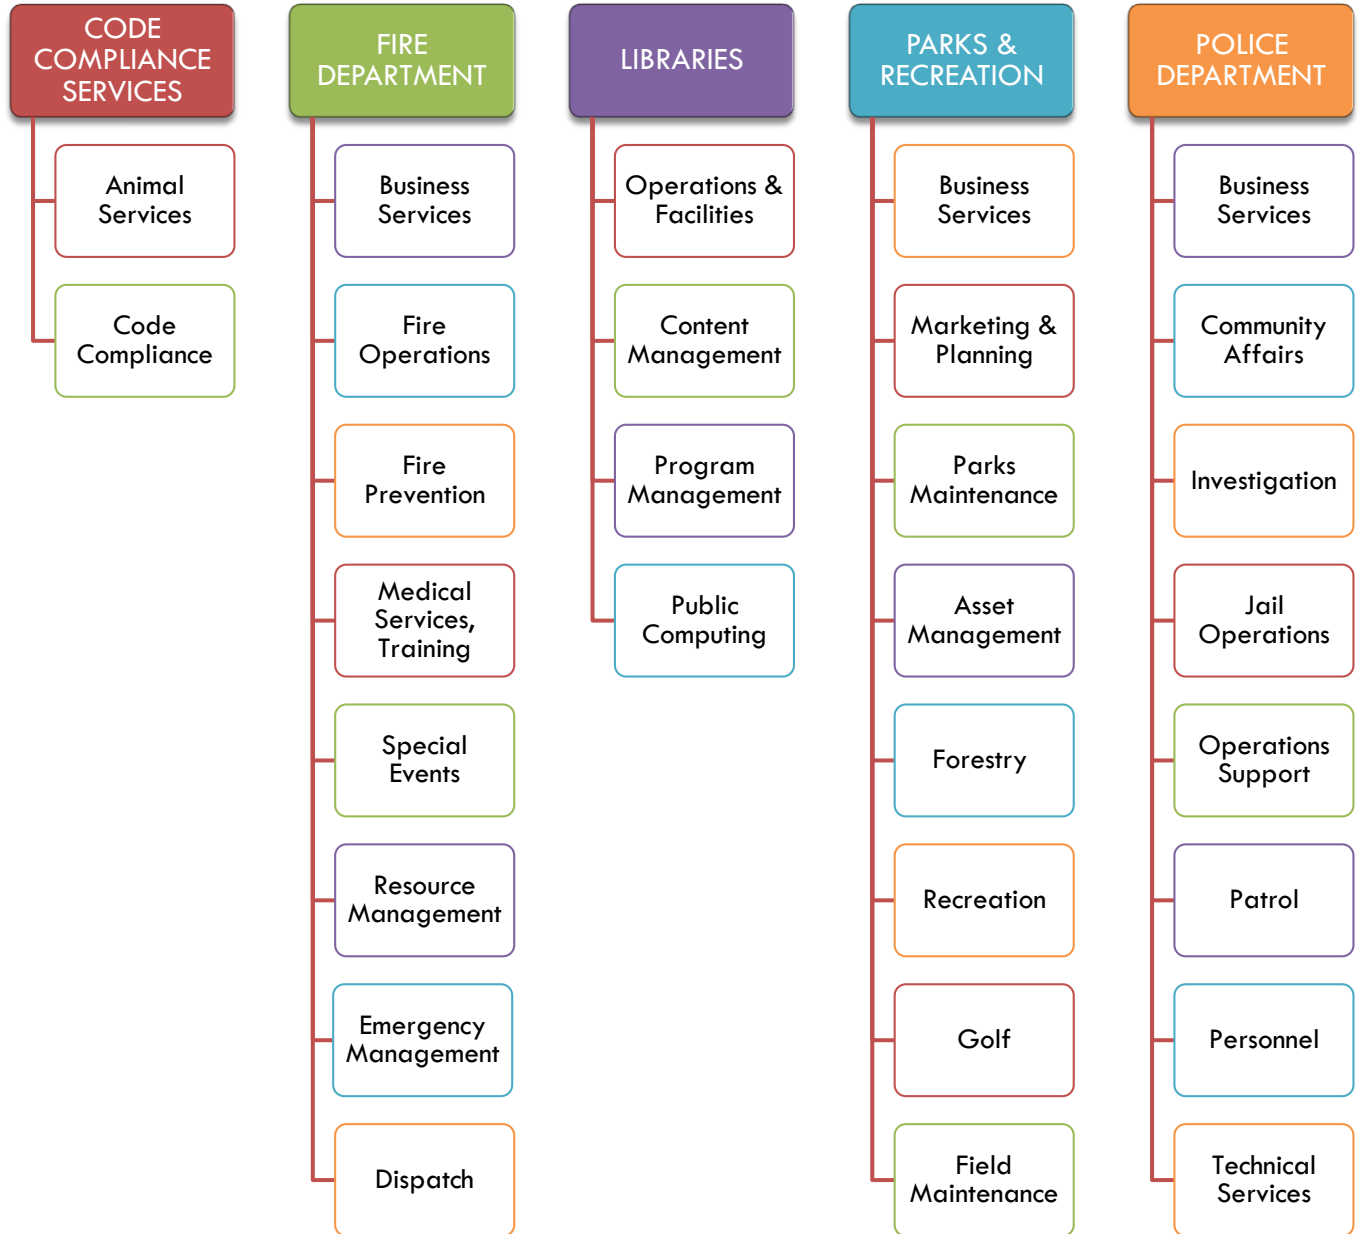 CODE
COMPLIANCE
SERVICES
Animal
Services
Code
Compliance
FIRE
DEPARTMENT
Business
Services
Fire
Operations
Fire
Prevention
Medical
Services,
Training
Special
Events
Resource
Management
Emergency
Management
Dispatch
LIBRARIES
Operations &
Facilities
Content
Management
Program
Management
Public
Computing
PARKS &
RECREATION
Business
Services
Marketing &
Planning
Parks
Maintenance
Asset
Management
Forestry
Recreation
Golf
Field
Maintenance
POLICE
DEPARTMENT
Business
Services
Community
Affairs
Investigation
Jail
Operations
Operations
Support
Patrol
Personnel
Technical
Services